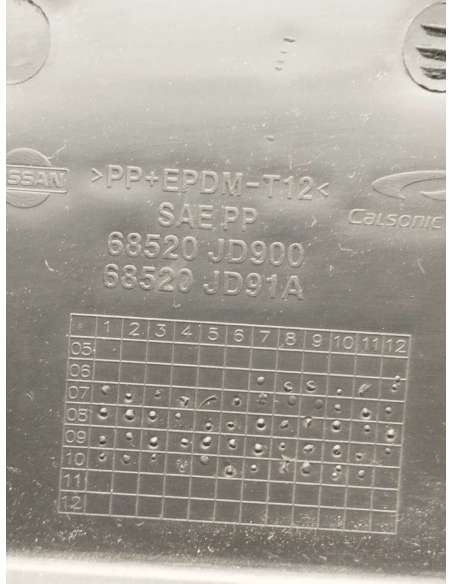 NISSAN
>PP+EPDM-T12<
SAE PP
CALSONIC
68520 JD900
68520 JD91A
1 2 3 4 5 6 7 8 9 10 11 12
05
06
07
08
09
10
11
12